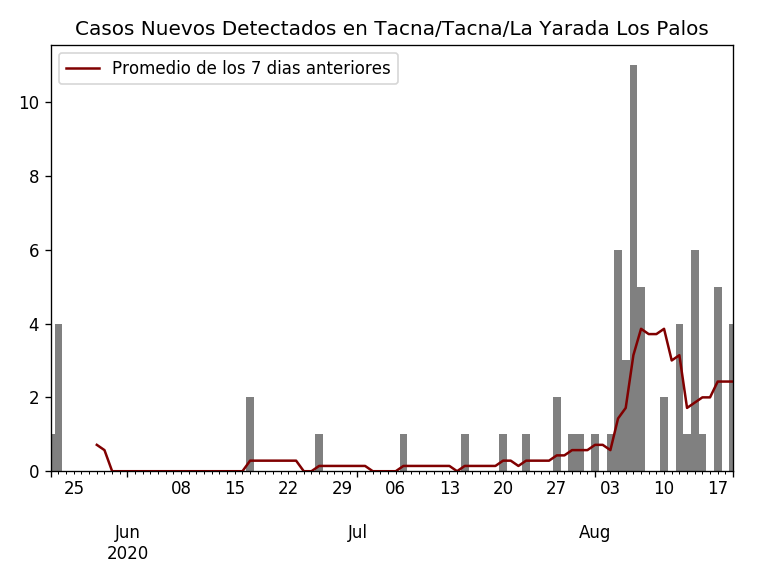 Casos Nuevos Detectados en Tacna/Tacna/La Yarada Los Palos
Promedio de los 7 dias anteriores
10
8
6
4
2
0
25 08 15 22 29 06 13 20 27 03 10 17
Jun Jul Aug
2020